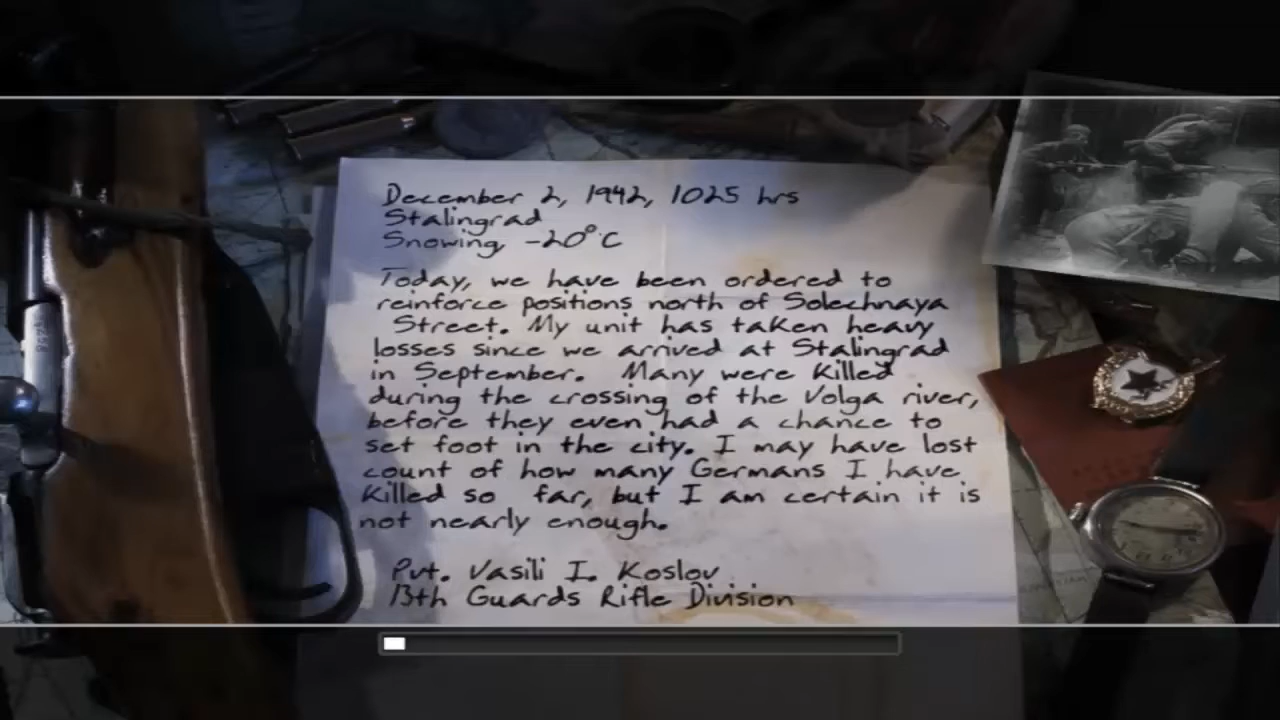 December 2, 1942, 1025 hrs
Stalingrad
Snowing, -20°C
Today, we have been ordered to
reinforce positions north of Solechnaya
Street. My unit has taken heavy
losses since we arrived at Stalingrad
in September. Many were killed
during the crossing of the Volga river,
before they even had a chance to
set foot in the city. I may have lost
count of how many Germans I have
killed so far, but I am certain it is
not nearly enough.
Pvt. Vasili I. Koslov
13th Guards Rifle Division